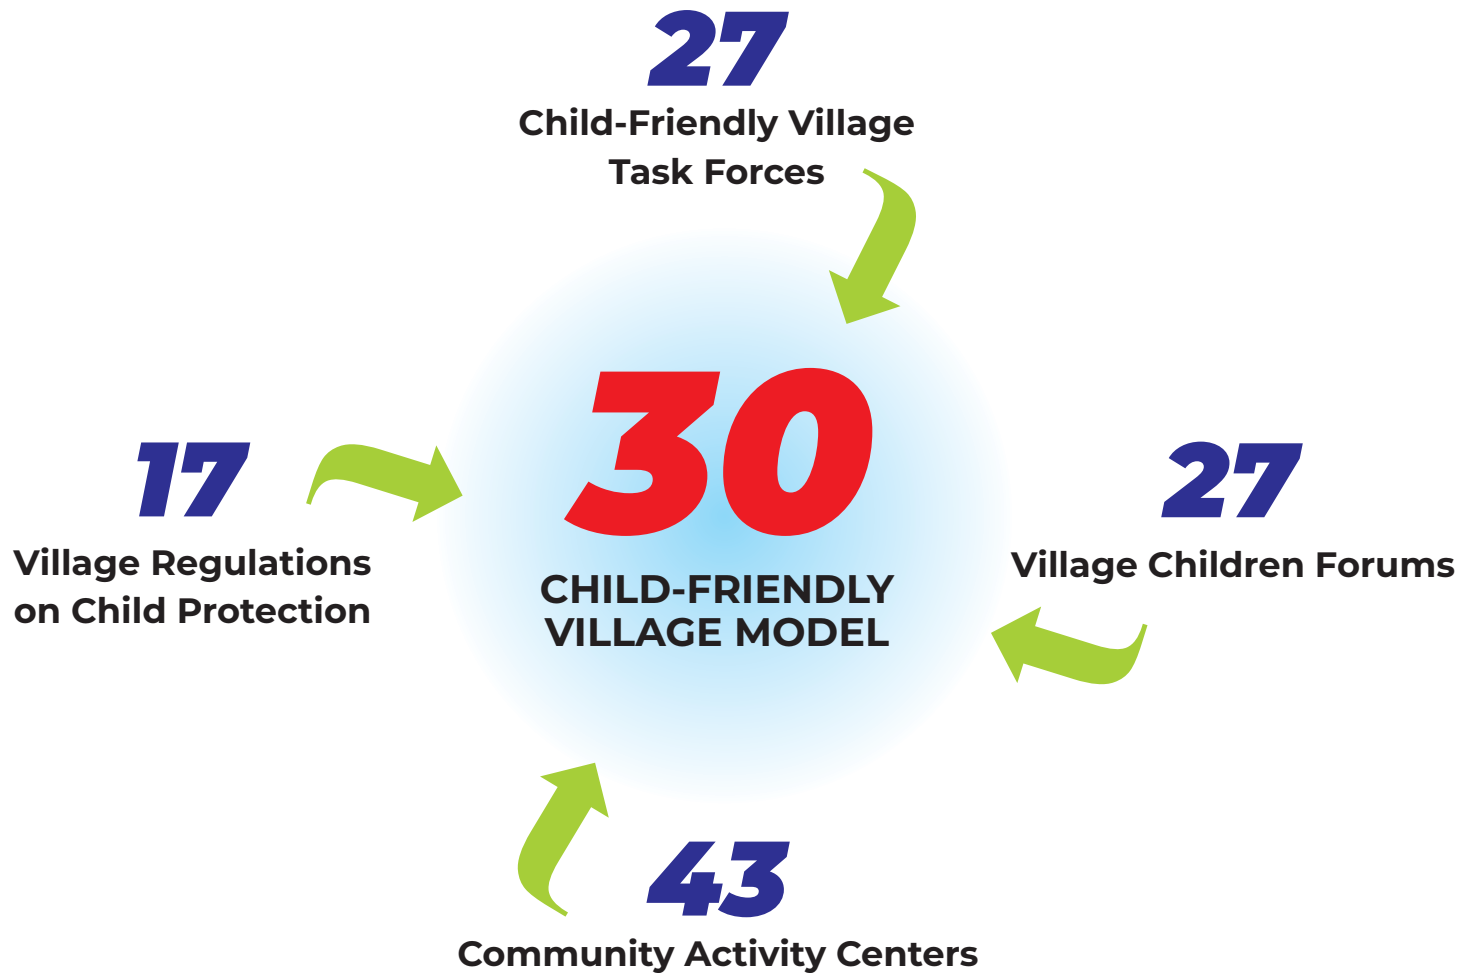 27
Child-Friendly Village
Task Forces
30
CHILD-FRIENDLY
VILLAGE MODEL
17
Village Regulations
on Child Protection
27
Village Children Forums
43
Community Activity Centers